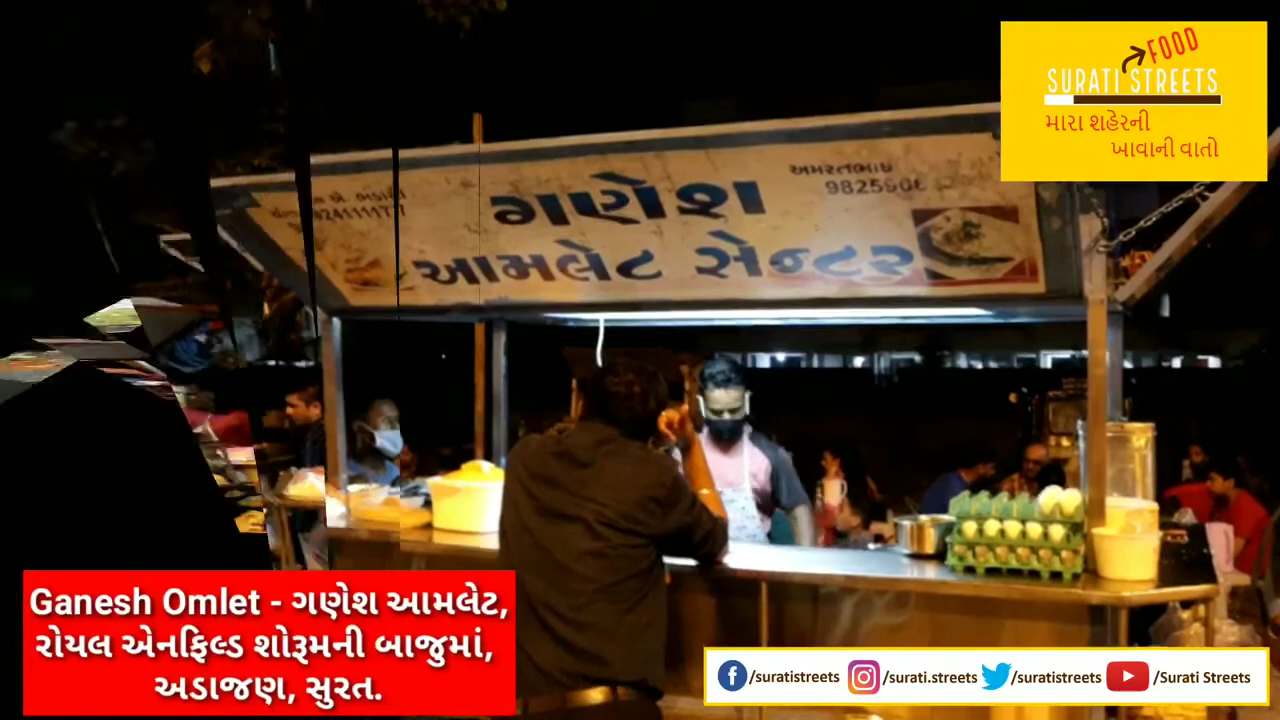 FOOD
SURATI STREETS
મારા શહેરની
ખાવાની વાતો
અમરતભાઇ
98259
ગણેશ
આમલેટ સેન્ટર
Ganesh Omlet - ગણેશ આમલેટ,
રોયલ એનફિલ્ડ શોરૂમની બાજુમાં,
અડાજણ, સુરત.
/suratistreets /surati.streets /suratistreets /Surati Streets